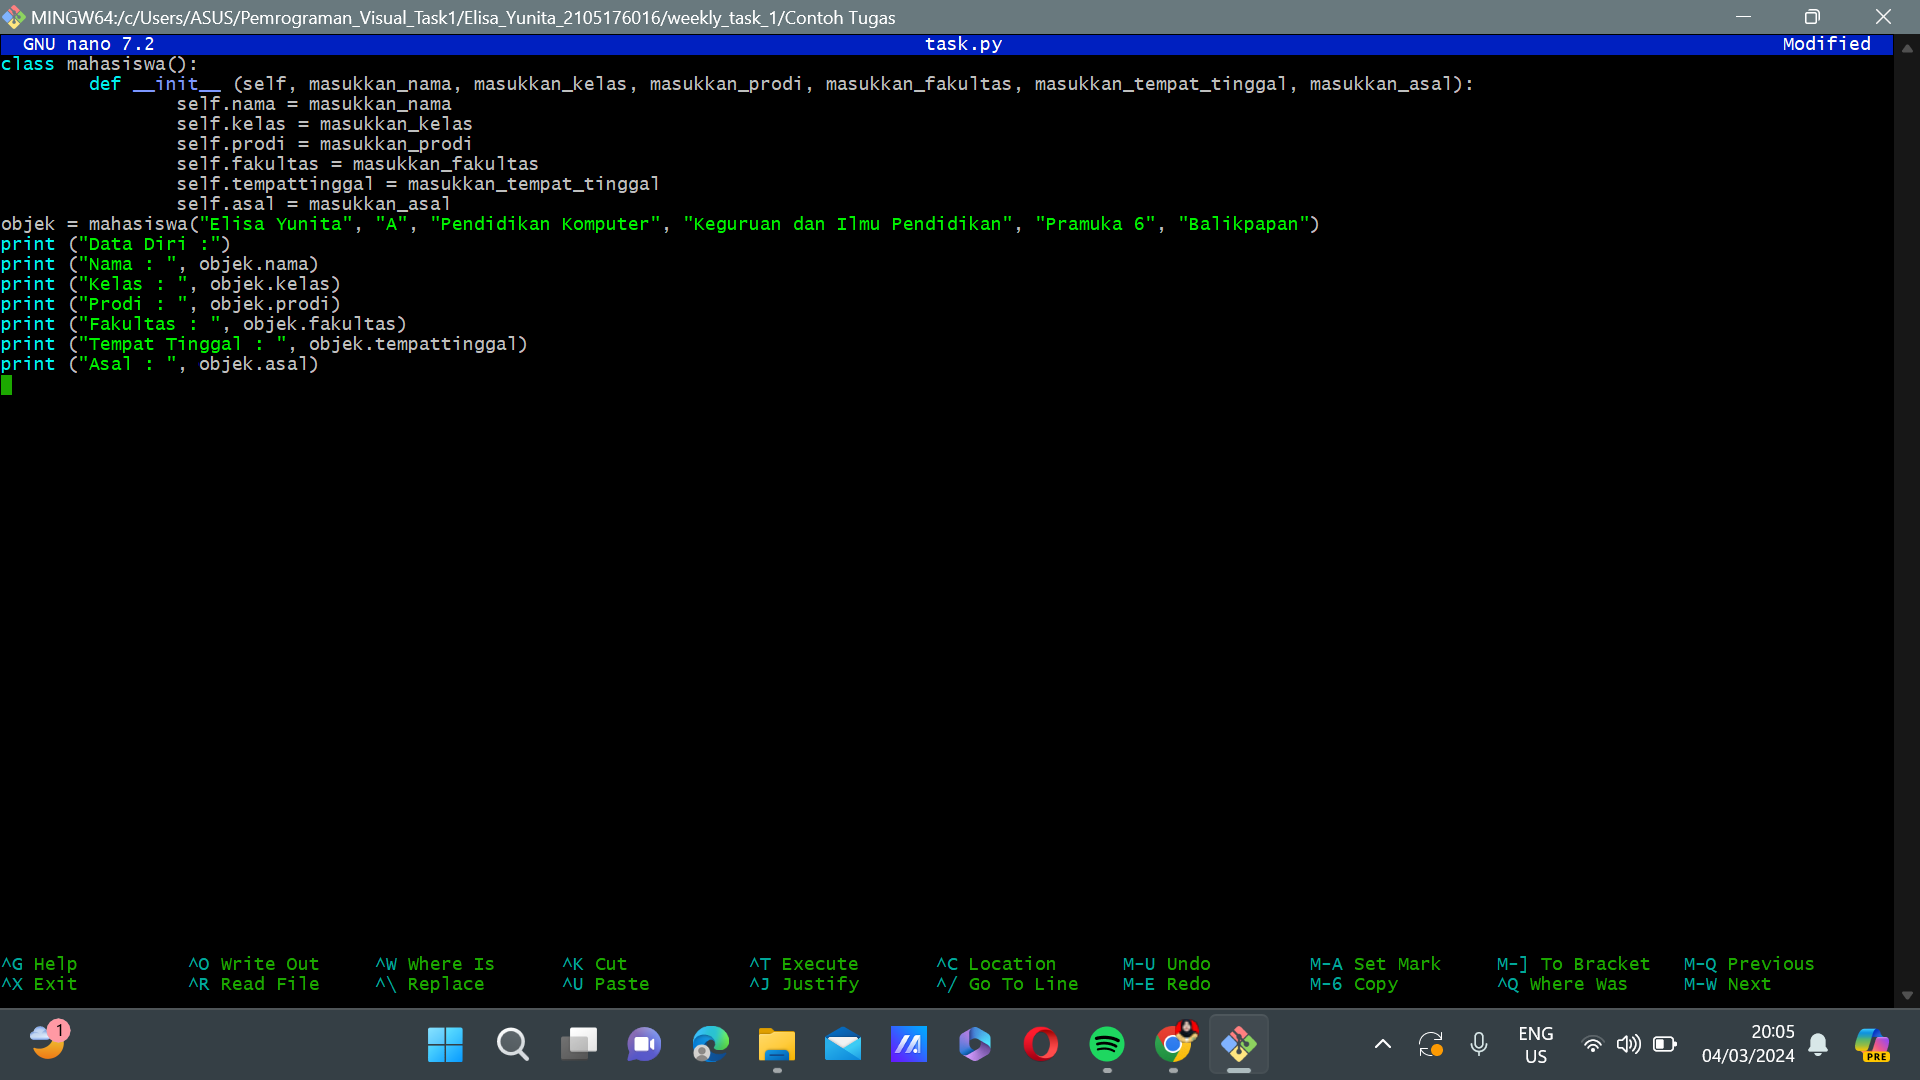 MINGW64:/c/Users/ASUS/Pemrograman_Visual_Task1/Elisa_Yunita_2105176016/weekly_task_1/Contoh Tugas
GNU nano 7.2 task.py Modified
class mahasiswa():
        def __init__ (self, masukkan_nama, masukkan_kelas, masukkan_prodi, masukkan_fakultas, masukkan_tempat_tinggal, masukkan_asal):
                self.nama = masukkan_nama
                self.kelas = masukkan_kelas
                self.prodi = masukkan_prodi
                self.fakultas = masukkan_fakultas
                self.tempattinggal = masukkan_tempat_tinggal
                self.asal = masukkan_asal
objek = mahasiswa("Elisa Yunita", "A", "Pendidikan Komputer", "Keguruan dan Ilmu Pendidikan", "Pramuka 6", "Balikpapan")
print ("Data Diri :")
print ("Nama : ", objek.nama)
print ("Kelas : ", objek.kelas)
print ("Prodi : ", objek.prodi)
print ("Fakultas : ", objek.fakultas)
print ("Tempat Tinggal : ", objek.tempattinggal)
print ("Asal : ", objek.asal)
^G Help ^O Write Out ^W Where Is ^K Cut ^T Execute ^C Location M-U Undo M-A Set Mark M-] To Bracket M-Q Previous
^X Exit ^R Read File ^\ Replace ^U Paste ^J Justify ^/ Go To Line M-E Redo M-6 Copy ^Q Where Was M-W Next
1
ENG 20:05
US 04/03/2024
PRE